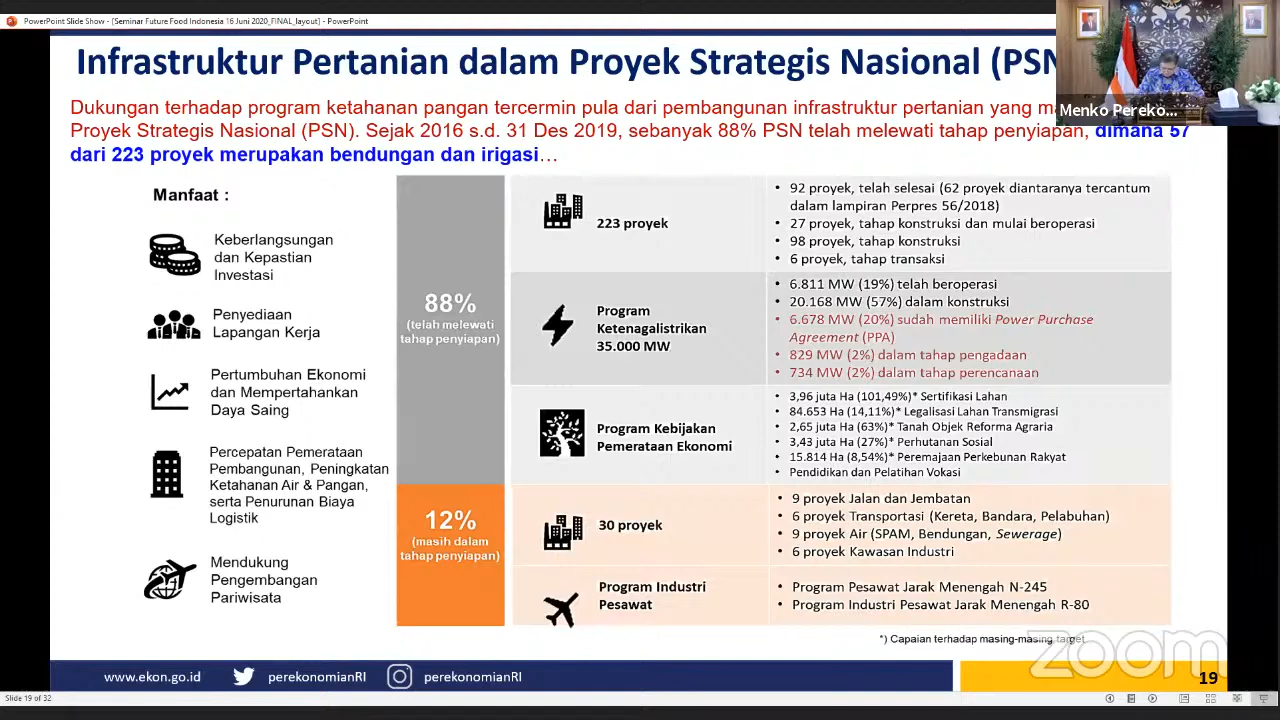 PowerPoint Slide Show - [Seminar Future Food Indonesia 16 Juni 2020_FINAL_layout] - PowerPoint
Infrastruktur Pertanian dalam Proyek Strategis Nasional (PSN
Menko Pereko...
Dukungan terhadap program ketahanan pangan tercermin pula dari pembangunan infrastruktur pertanian yang
Proyek Strategis Nasional (PSN). Sejak 2016 s.d. 31 Des 2019, sebanyak 88% PSN telah melewati tahap penyiapan, dimana 57
dari 223 proyek merupakan bendungan dan irigasi…
Manfaat :
Keberlangsungan
dan Kepastian
Investasi
Penyediaan
Lapangan Kerja
Pertumbuhan Ekonomi
dan Mempertahankan
Daya Saing
Percepatan Pemerataan
Pembangunan, Peningkatan
Ketahanan Air & Pangan,
serta Penurunan Biaya
Logistik
Mendukung
Pengembangan
Pariwisata
88%
(telah melewati
tahap penyiapan)
223 proyek
• 92 proyek, telah selesai (62 proyek diantaranya tercantum
dalam lampiran Perpres 56/2018)
• 27 proyek, tahap konstruksi dan mulai beroperasi
• 98 proyek, tahap konstruksi
• 6 proyek, tahap transaksi
Program
Ketenagalistrikan
35.000 MW
• 6.811 MW (19%) telah beroperasi
• 20.168 MW (57%) dalam konstruksi
• 6.678 MW (20%) sudah memiliki Power Purchase
Agreement (PPA)
• 829 MW (2%) dalam tahap pengadaan
• 734 MW (2%) dalam tahap perencanaan
Program Kebijakan
Pemerataan Ekonomi
• 3,96 juta Ha (101,49%)* Sertifikasi Lahan
• 84.653 Ha (14,11%)* Legalisasi Lahan Transmigrasi
• 2,65 juta Ha (63%)* Tanah Objek Reforma Agraria
• 3,43 juta Ha (27%)* Perhutanan Sosial
• 15.814 Ha (8,54%)* Peremajaan Perkebunan Rakyat
• Pendidikan dan Pelatihan Vokasi
12%
(masih dalam
tahap penyiapan)
30 proyek
• 9 proyek Jalan dan Jembatan
• 6 proyek Transportasi (Kereta, Bandara, Pelabuhan)
• 9 proyek Air (SPAM, Bendungan, Sewerage)
• 6 proyek Kawasan Industri
Program Industri
Pesawat
• Program Pesawat Jarak Menengah N-245
• Program Industri Pesawat Jarak Menengah R-80
*) Capaian terhadap masing-masing target
zoom
www.ekon.go.id
perekonomianRI
perekonomianRI
19
Slide 19 of 32